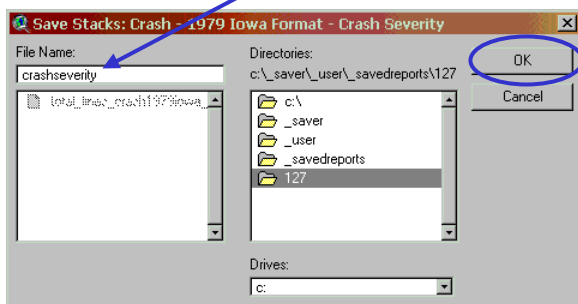 Save Stacks: Crash - 1979 Iowa Format - Crash Severity
File Name:
crashseverity
total_linec_crash1979iowa_
Directories:
c:\_saver\_user\_savedreports\127
c:\
_saver
_user
_savedreports
127
Drives:
c:
OK
Cancel